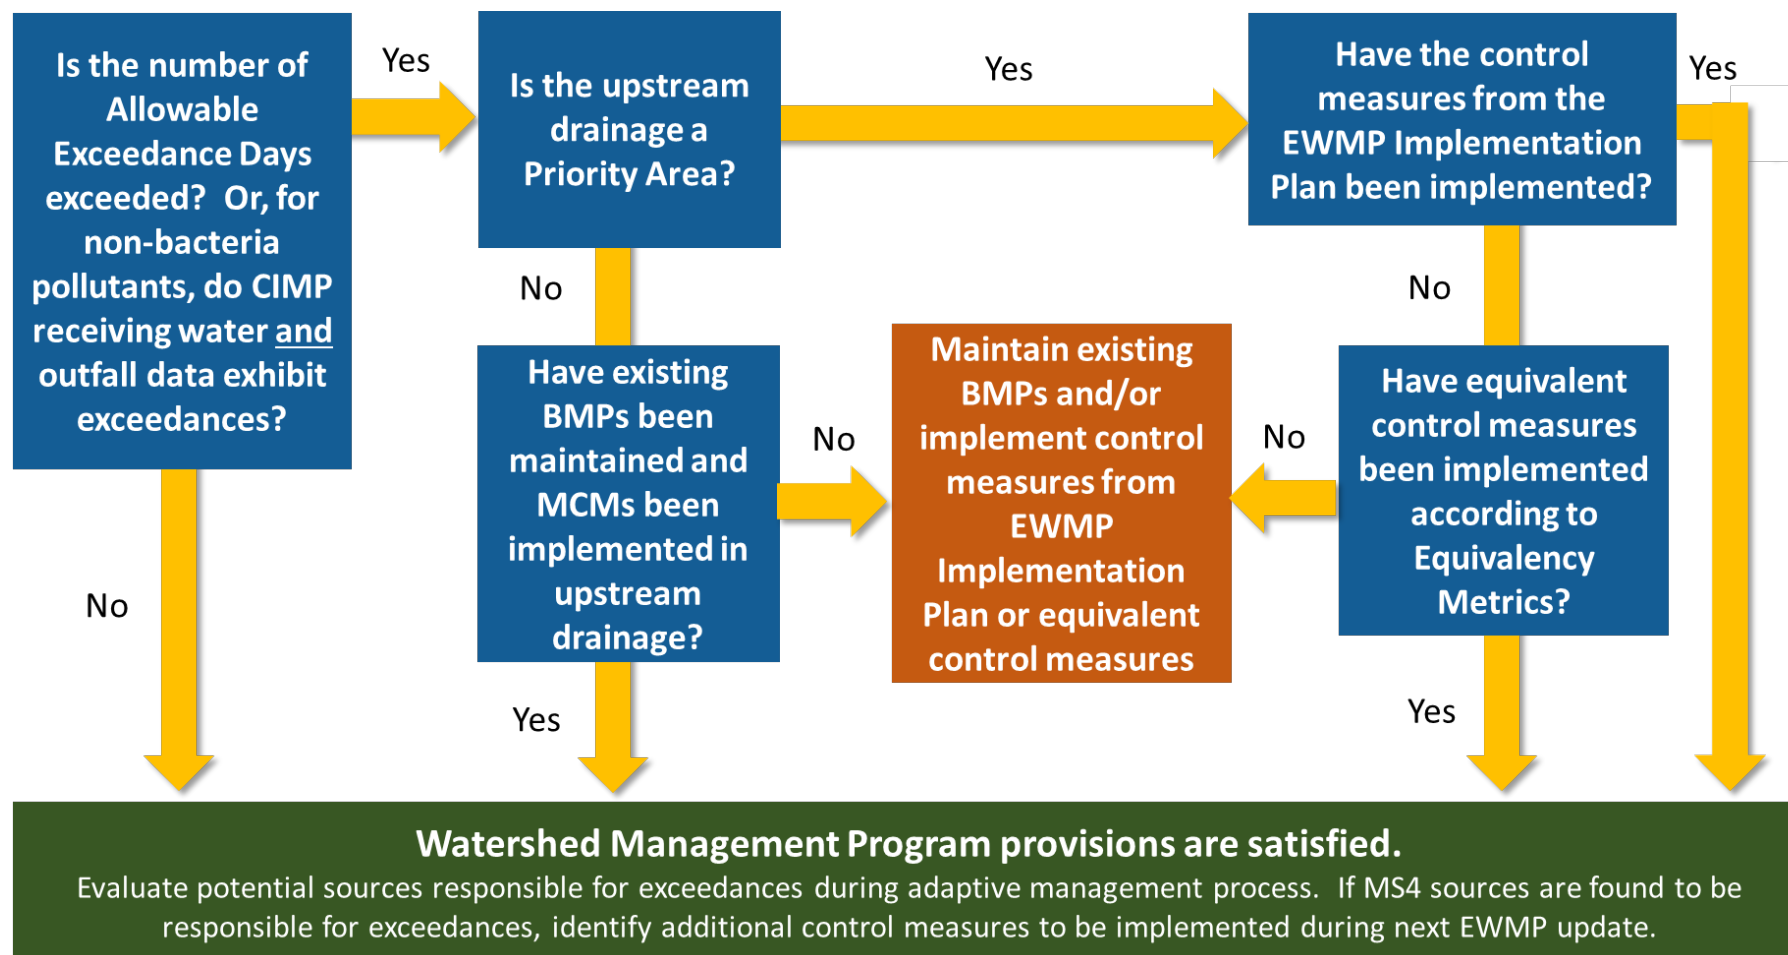 Is the number of
Allowable
Exceedance Days
exceeded? Or, for
non-bacteria
pollutants, do CIMP
receiving water and
outfall data exhibit
exceedances?
Yes
Is the upstream
drainage a
Priority Area?
Yes
Have the control
measures from the
EWMP Implementation
Plan been implemented?
Yes
No
No
Have existing
BMPs been
maintained and
MCMs been
implemented in
upstream
drainage?
No
Maintain existing
BMPs and/or
implement control
measures from
EWMP
Implementation
Plan or equivalent
control measures
No
Have equivalent
control measures
been implemented
according to
Equivalency
Metrics?
No
Yes
Yes
Watershed Management Program provisions are satisfied.
Evaluate potential sources responsible for exceedances during adaptive management process. If MS4 sources are found to be
responsible for exceedances, identify additional control measures to be implemented during next EWMP update.